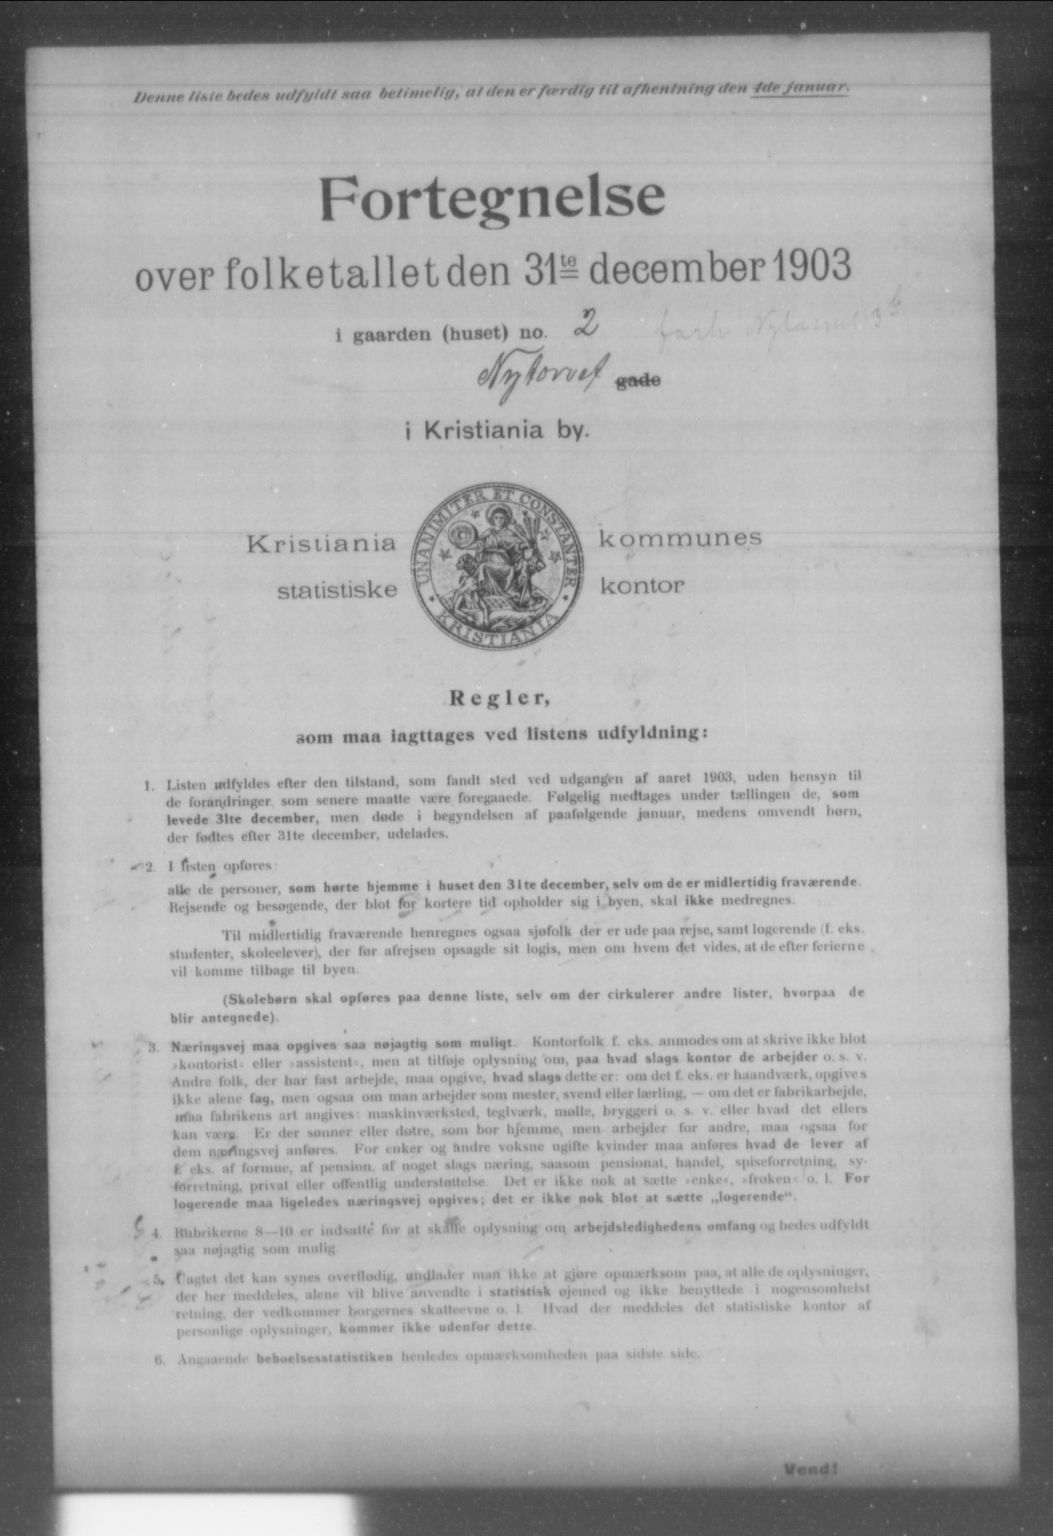 Denne liste bedes udfyldt saa betimelig, at den er færdig til afhentning den 4de januar.
Fortegnelse
over folketallet den 31te december 1903
i gaarden (huset) no. 2
Nytorvet gade
i Kristiania by.
UNANIMITER ET CONSTANTER
KRISTIANIA
Kristiania kommunes
statistiske kontor
Regler,
som maa iagttages ved listens udfyldning:
1. Listen udfyldes efter den tilstand, som fandt sted ved udgangen af aaret 1903, uden hensyn til
de forandringer, som senere maatte være foregaaede. Følgelig medtages under tællingen de, som
levede 31te december, men døde i begyndelsen af paafølgende januar, medens omvendt børn,
der fødtes efter 31te december, udelades.
2. I listen opføres:
alle de personer, som hørte hjemme i huset den 31te december, selv om de er midlertidig fraværende.
Rejsende og besøgende, der blot for kortere tid opholder sig i byen, skal ikke medregnes.
Til midlertidig fraværende henregnes ogsaa sjøfolk der er ude paa rejse, samt logerende (f. eks.
studenter, skoleelever), der før afrejsen opsagde sit logis, men om hvem det vides, at de efter ferierne
vil komme tilbage til byen.
(Skolebørn skal opføres paa denne liste, selv om der cirkulerer andre lister, hvorpaa de
blir antegnede).
3. Næringsvej maa opgives saa nøjagtig som muligt. Kontorfolk f. eks. anmodes om at skrive ikke blot
»kontorist« eller »assistent«, men at tilføje oplysning om, paa hvad slags kontor de arbejder o. s. v.
Andre folk, der har fast arbejde, maa opgive, hvad slags dette er: om det f. eks. er haandværk, opgives
ikke alene fag, men ogsaa om man arbejder som mester, svend eller lærling, — om det er fabrikarbejde,
maa fabrikens art angives: maskinværksted, teglværk, mølle, bryggeri o. s. v. eller hvad det ellers
kan være. Er der sønner eller døtre, som bor hjemme, men arbejder for andre, maa ogsaa for
dem næringsvej anføres. For enker og andre voksne ugifte kvinder maa anføres hvad de lever af
f. eks. af formue, af pension, af noget slags næring, saasom pensionat, handel, spiseforretning, sy-
forretning, privat eller offentlig understøttelse. Det er ikke nok at sætte »enke«, »frøken« o. l. For
logerende maa ligeledes næringsvej opgives; det er ikke nok blot at sætte „logerende“.
4. Rubrikerne 8—10 er indsatte for at skaffe oplysning om arbejdsledighedens omfang og bedes udfyldt
saa nøjagtig som mulig.
5. Uagtet det kan synes overflødig, undlader man ikke at gjøre opmærksom paa, at alle de oplysninger,
der her meddeles, alene vil blive anvendte i statistisk øjemed og ikke benyttede i nogensomhelst
retning, der vedkommer borgernes skatteevne o. l. Hvad der meddeles det statistiske kontor af
personlige oplysninger, kommer ikke udenfor dette.
6. Angaaende beboelsesstatistiken henledes opmærksomheden paa sidste side.
Vend!